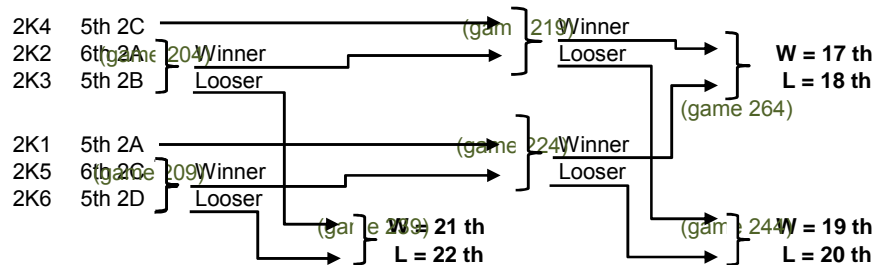 2K4 5th 2C (game 219) Winner
2K2 6th 2A (game 204) Winner Looser W = 17 th
2K3 5th 2B Looser L = 18 th
(game 264)
2K1 5th 2A (game 224) Winner
2K5 6th 2C (game 209) Winner Looser
2K6 5th 2D Looser
W = 21 th (game 244) W = 19 th
L = 22 th L = 20 th